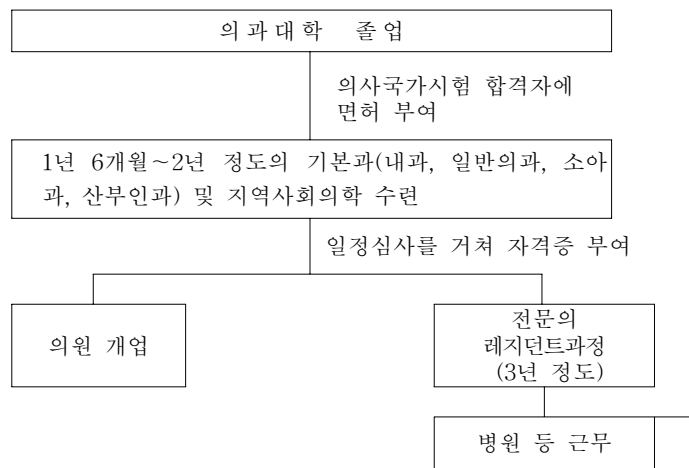 의과대학 졸업
의사국가시험 합격자에
면허 부여
1년 6개월~2년 정도의 기본과(내과, 일반의과, 소아
과, 산부인과) 및 지역사회의학 수련
일정심사를 거쳐 자격증 부여
의원 개업
전문의
레지던트과정
(3년 정도)
병원 등 근무